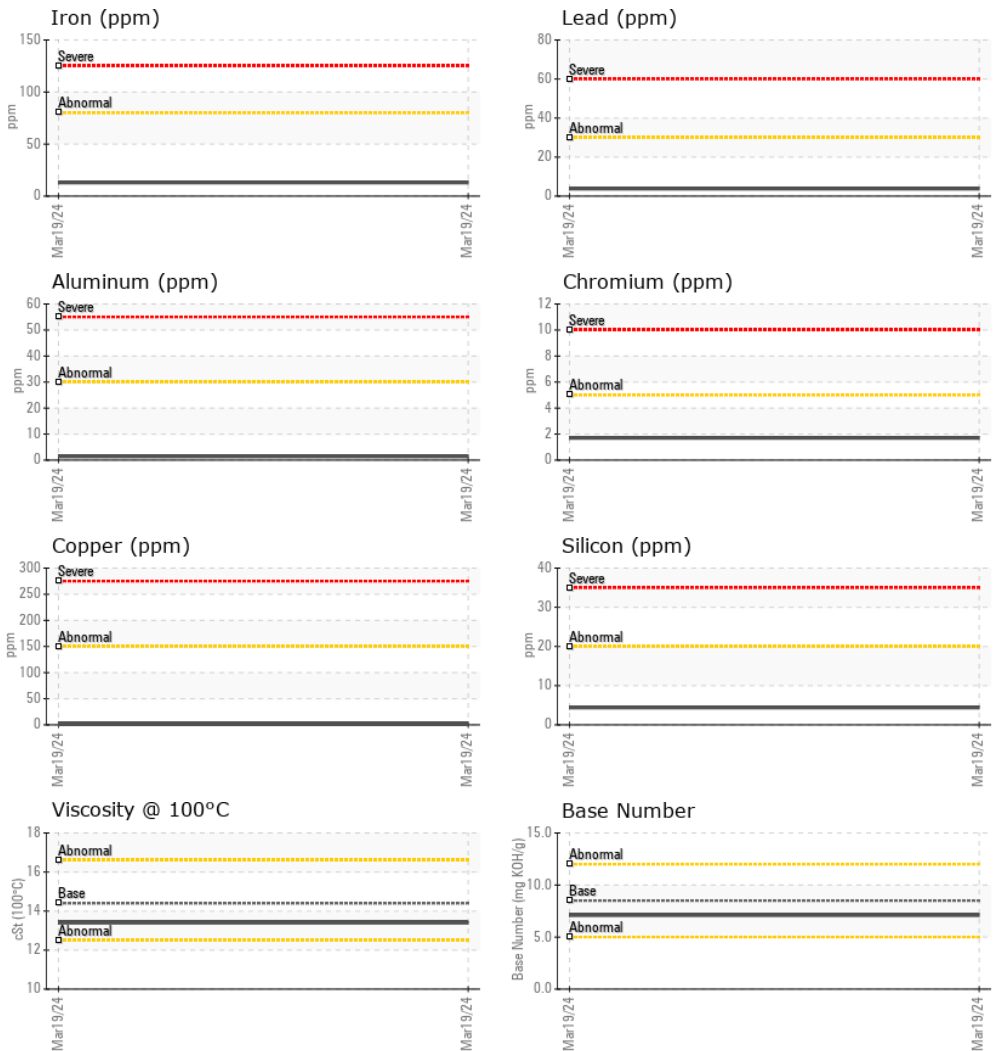 Iron (ppm)
150
100
50
0
ppm
Severe
Abnormal
Mar19/24
Mar19/24
Lead (ppm)
80
60
40
20
0
ppm
Severe
Abnormal
Mar19/24
Mar19/24
Aluminum (ppm)
60
50
40
30
20
10
0
ppm
Severe
Abnormal
Mar19/24
Mar19/24
Chromium (ppm)
12
10
8
6
4
2
0
ppm
Severe
Abnormal
Mar19/24
Mar19/24
Copper (ppm)
300
250
200
150
100
50
0
ppm
Severe
Abnormal
Mar19/24
Mar19/24
Silicon (ppm)
40
30
20
10
0
ppm
Severe
Abnormal
Mar19/24
Mar19/24
Viscosity @ 100°C
18
16
14
12
10
cSt (100°C)
Abnormal
Base
Abnormal
Mar19/24
Mar19/24
Base Number
15.0
10.0
5.0
0.0
Base Number (mg KOH/g)
Abnormal
Base
Abnormal
Mar19/24
Mar19/24